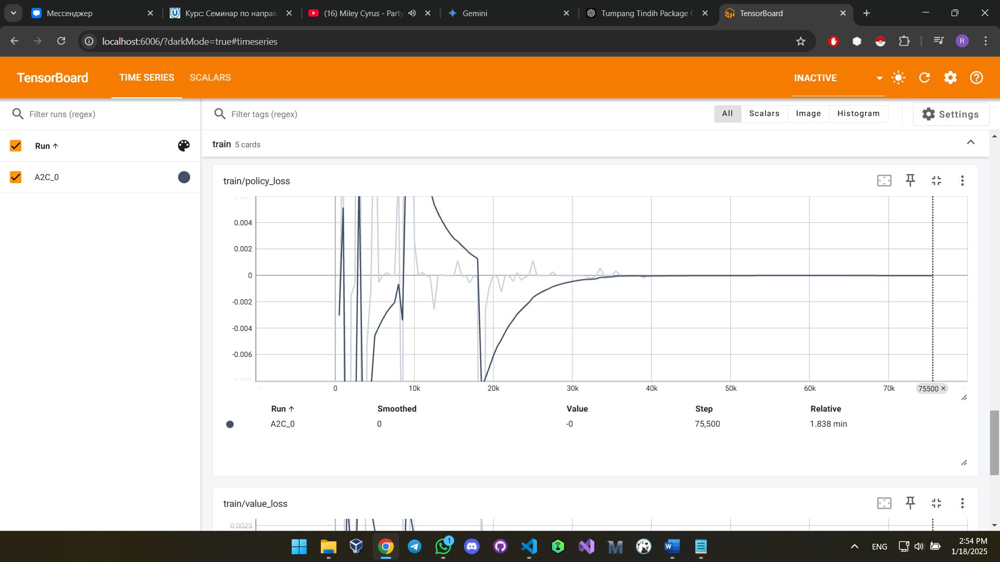 Мессенджер
Курс: Семинар по направ
(16) Miley Cyrus - Party
Gemini
Tumpang Tindih Package C
TensorBoard
localhost:6006/?darkMode=true#timeseries
R
TensorBoard
TIME SERIES
SCALARS
INACTIVE
Filter runs (regex)
Filter tags (regex)
All
Scalars
Image
Histogram
Settings
Run
A2C_0
train 5 cards
train/policy_loss
0.004
0.002
0
-0.002
-0.004
-0.006
0
10k
20k
30k
40k
50k
60k
70k
75500
Run
Smoothed
Value
Step
Relative
A2C_0
0
-0
75,500
1.838 min
train/value_loss
0.0025
1
ENG
2:54 PM
1/18/2025